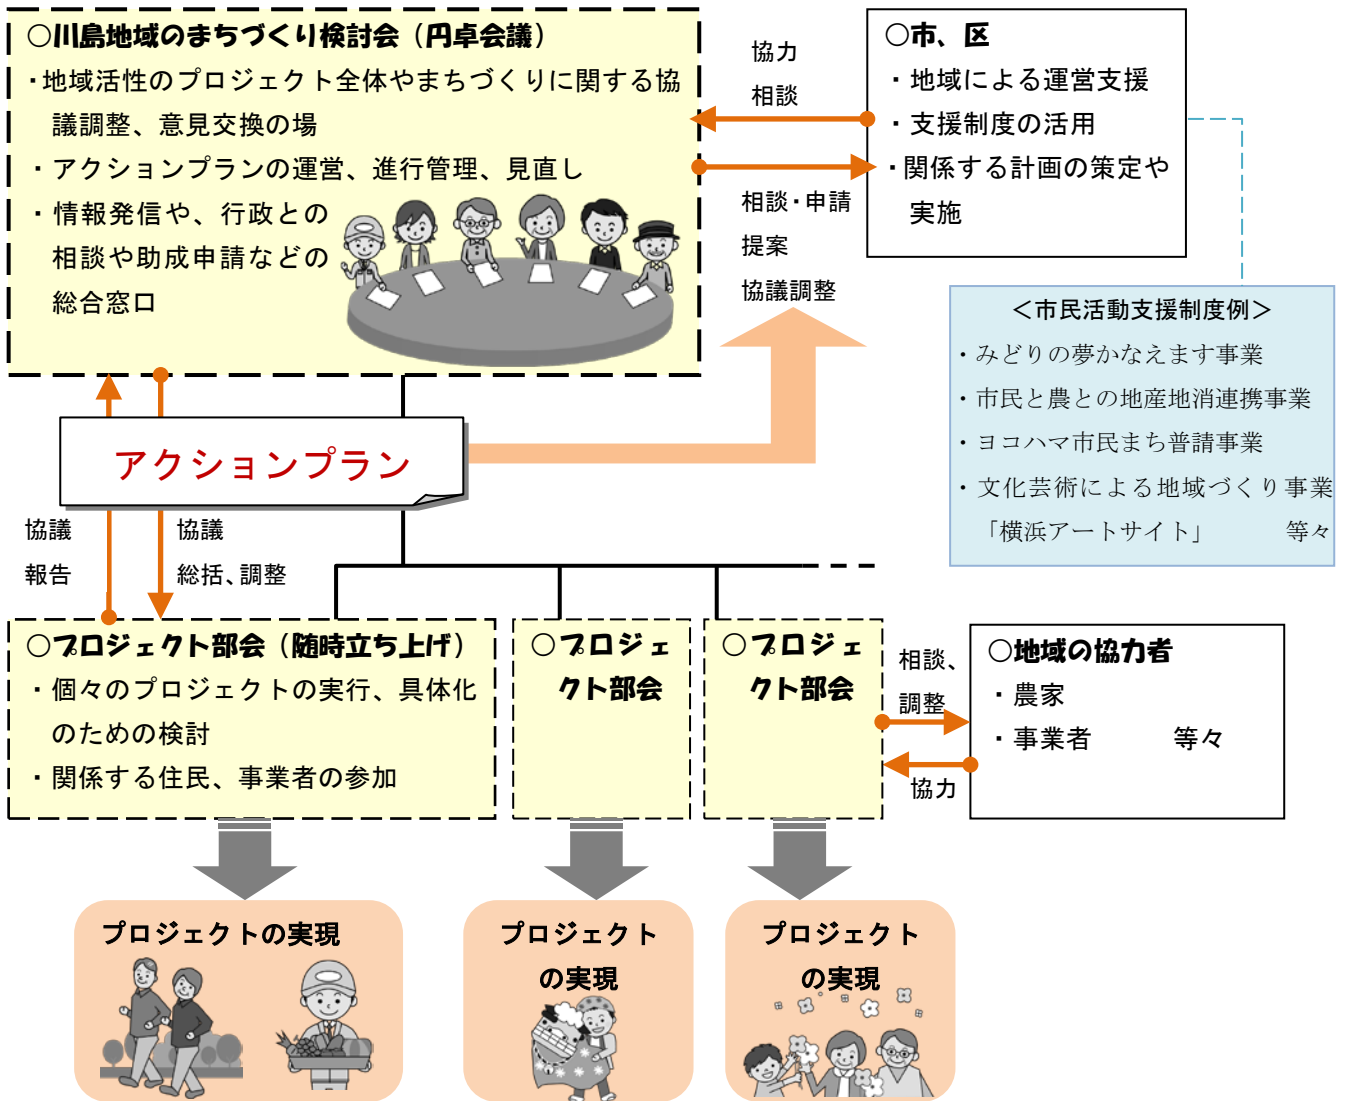 ○川島地域のまちづくり検討会（円卓会議）
・地域活性のプロジェクト全体やまちづくりに関する協
議調整、意見交換の場
・アクションプランの運営、進行管理、見直し
・情報発信や、行政との
相談や助成申請などの
総合窓口
協力
相談
相談・申請
提案
協議調整
○市、区
・地域による運営支援
・支援制度の活用
・関係する計画の策定や
実施
＜市民活動支援制度例＞
・みどりの夢かなえます事業
・市民と農との地産地消連携事業
・ヨコハマ市民まち普請事業
・文化芸術による地域づくり事業
「横浜アートサイト」　　等々
アクションプラン
協議
報告
協議
総括、調整
○プロジェクト部会（随時立ち上げ）
・個々のプロジェクトの実行、具体化
のための検討
・関係する住民、事業者の参加
○プロジェ
クト部会
○プロジェ
クト部会
相談、
調整
協力
○地域の協力者
・農家
・事業者　　　等々
プロジェクトの実現
プロジェクト
の実現
プロジェクト
の実現